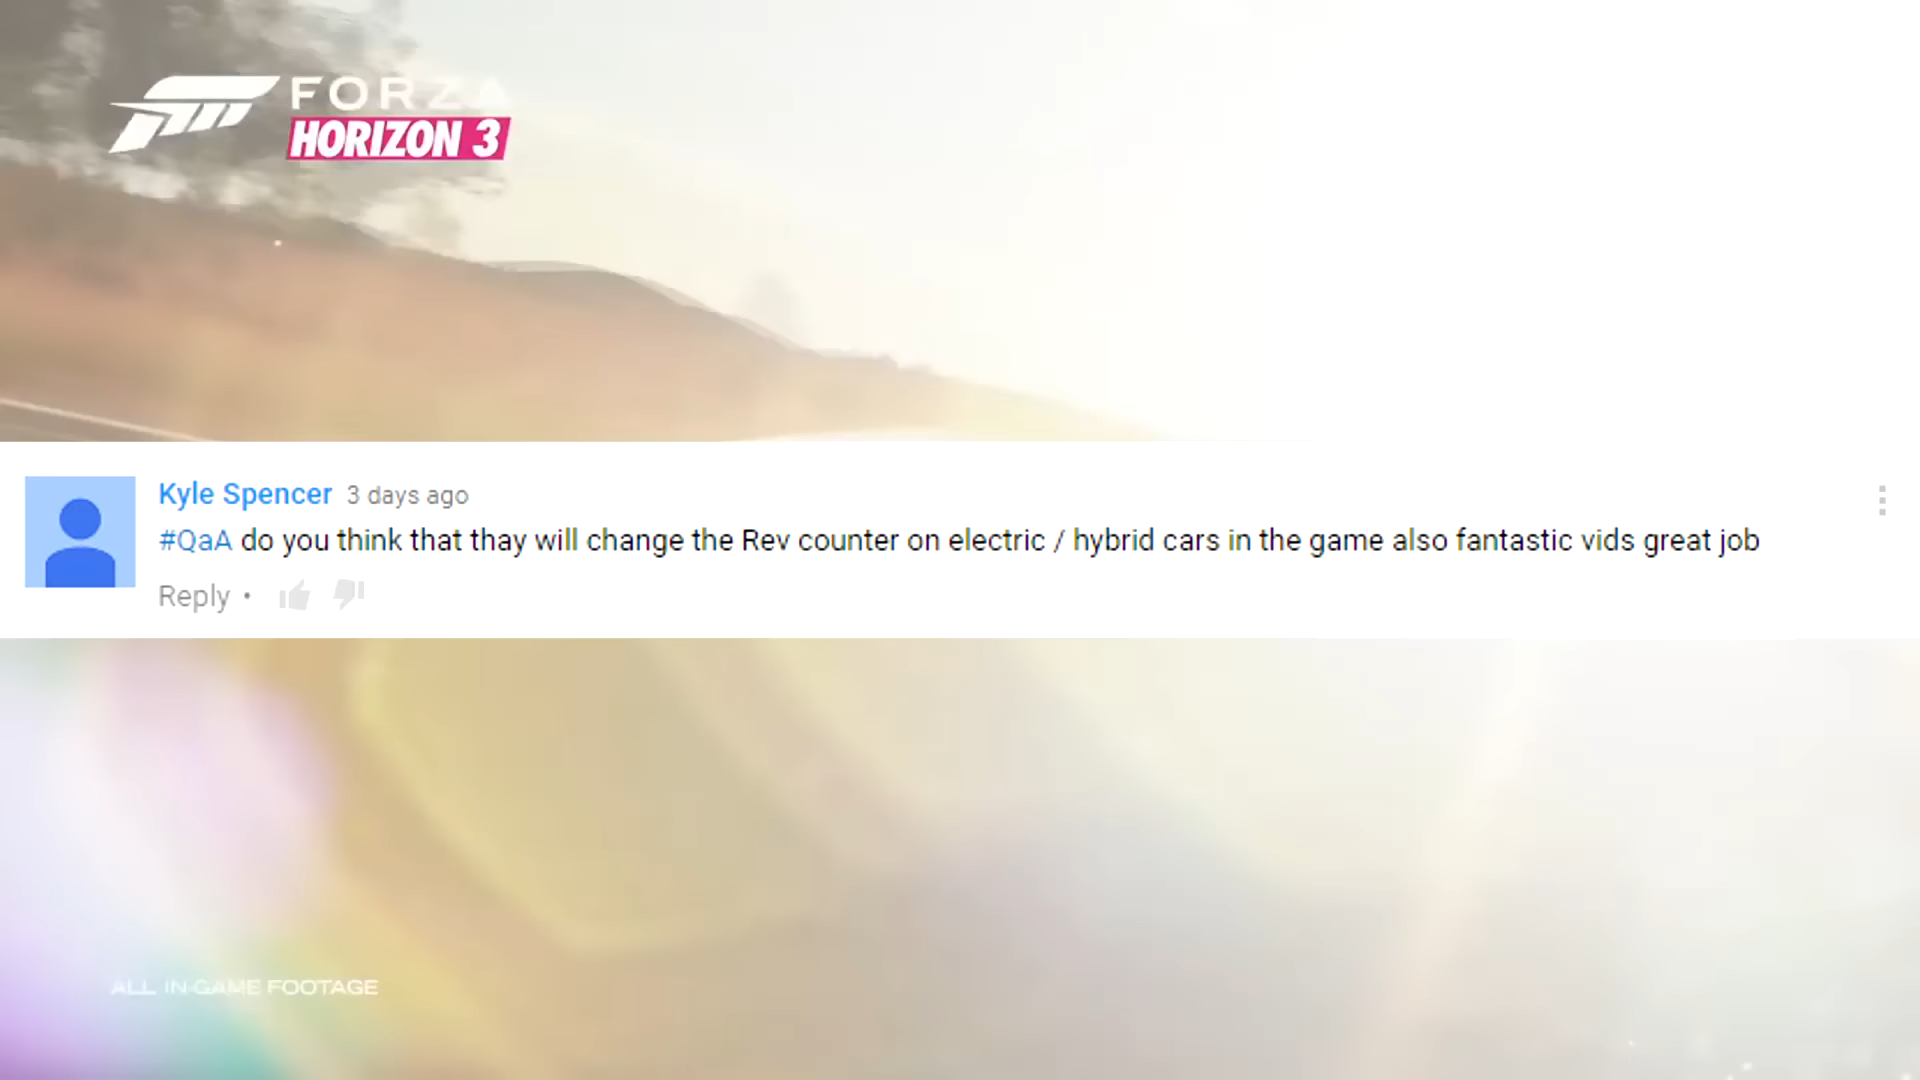 FORZA
HORIZON 3
Kyle Spencer 3 days ago
#QaA do you think that thay will change the Rev counter on electric / hybrid cars in the game also fantastic vids great job
Reply •
ALL IN-GAME FOOTAGE